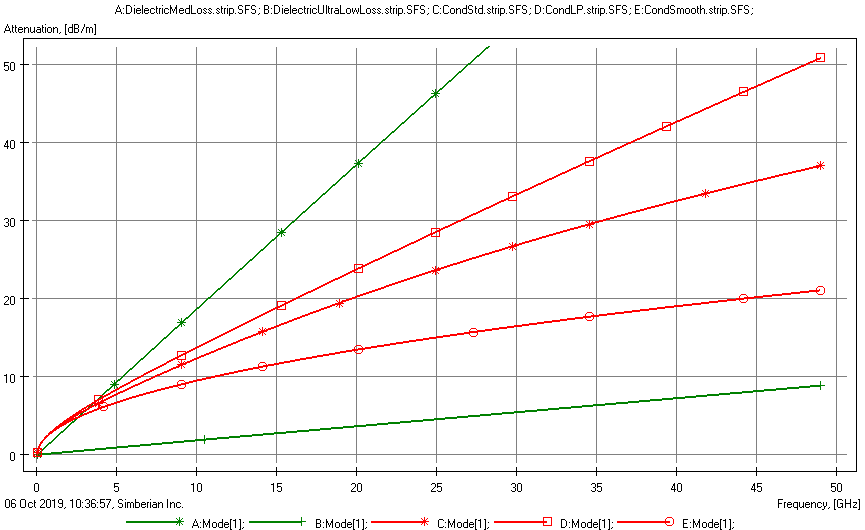 A:DielectricMedLoss.strip.SFS; B:DielectricUltraLowLoss.strip.SFS; C:CondStd.strip.SFS; D:CondLP.strip.SFS; E:CondSmooth.strip.SFS;
Attenuation, [dB/m]
50
40
30
20
10
0
0 5 10 15 20 25 30 35 40 45 50
06 Oct 2019, 10:36:57, Simberian Inc. Frequency, [GHz]
A:Mode[1]; B:Mode[1]; C:Mode[1]; D:Mode[1]; E:Mode[1];